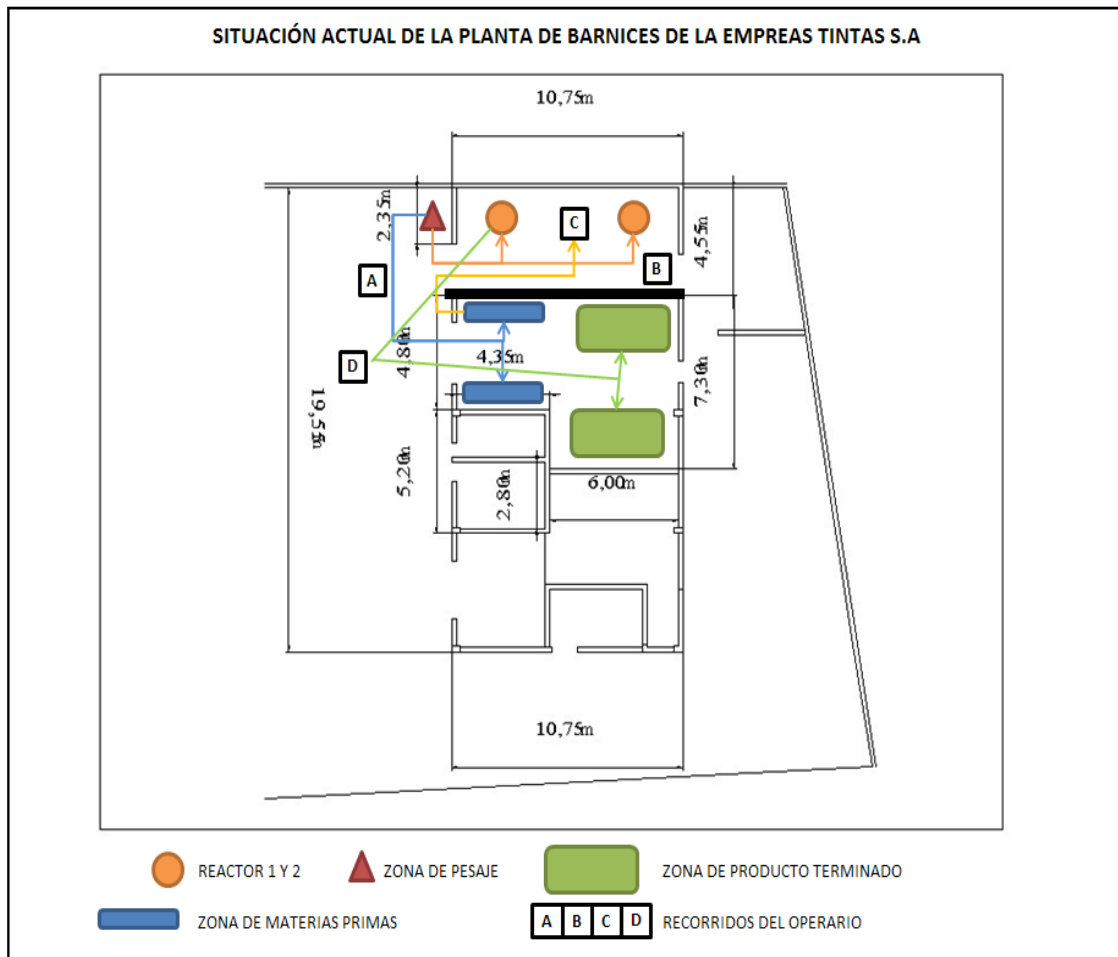 SITUACIÓN ACTUAL DE LA PLANTA DE BARNICES DE LA EMPREAS TINTAS S.A
10,75m
2,35m
C
4,55m
B
A
4,80m
4,35m
D
7,30m
19,55m
5,20m
2,80m
6,00m
10,75m
REACTOR 1 Y 2
ZONA DE PESAJE
ZONA DE PRODUCTO TERMINADO
ZONA DE MATERIAS PRIMAS
A B C D
RECORRIDOS DEL OPERARIO